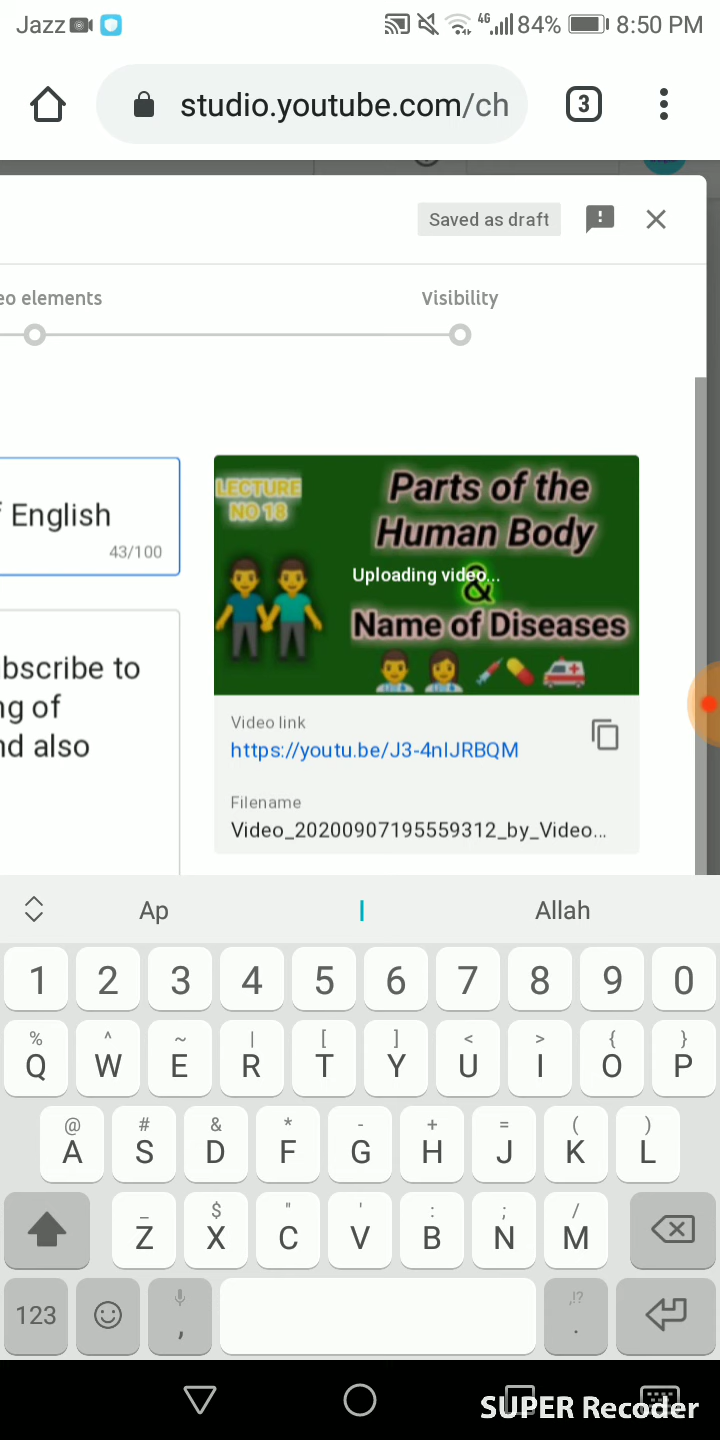 Jazz 4G 84% 8:50 PM
studio.youtube.com/ch 3
Saved as draft
eo elements Visibility
English
43/100
bscribe to
ng of
nd also
LECTURE
NO 18
Parts of the
Human Body
Uploading video...
&
Name of Diseases
Video link
https://youtu.be/J3-4nIJRBQM
Filename
Video_20200907195559312_by_Video...
Ap Allah
1 2 3 4 5 6 7 8 9 0
% ^ ~ | [ ] < > { }
Q W E R T Y U I O P
@ # & * - + = ( )
A S D F G H J K L
_ $ " ' : ; /
Z X C V B N M
,!?
123 , .
SUPER Recoder